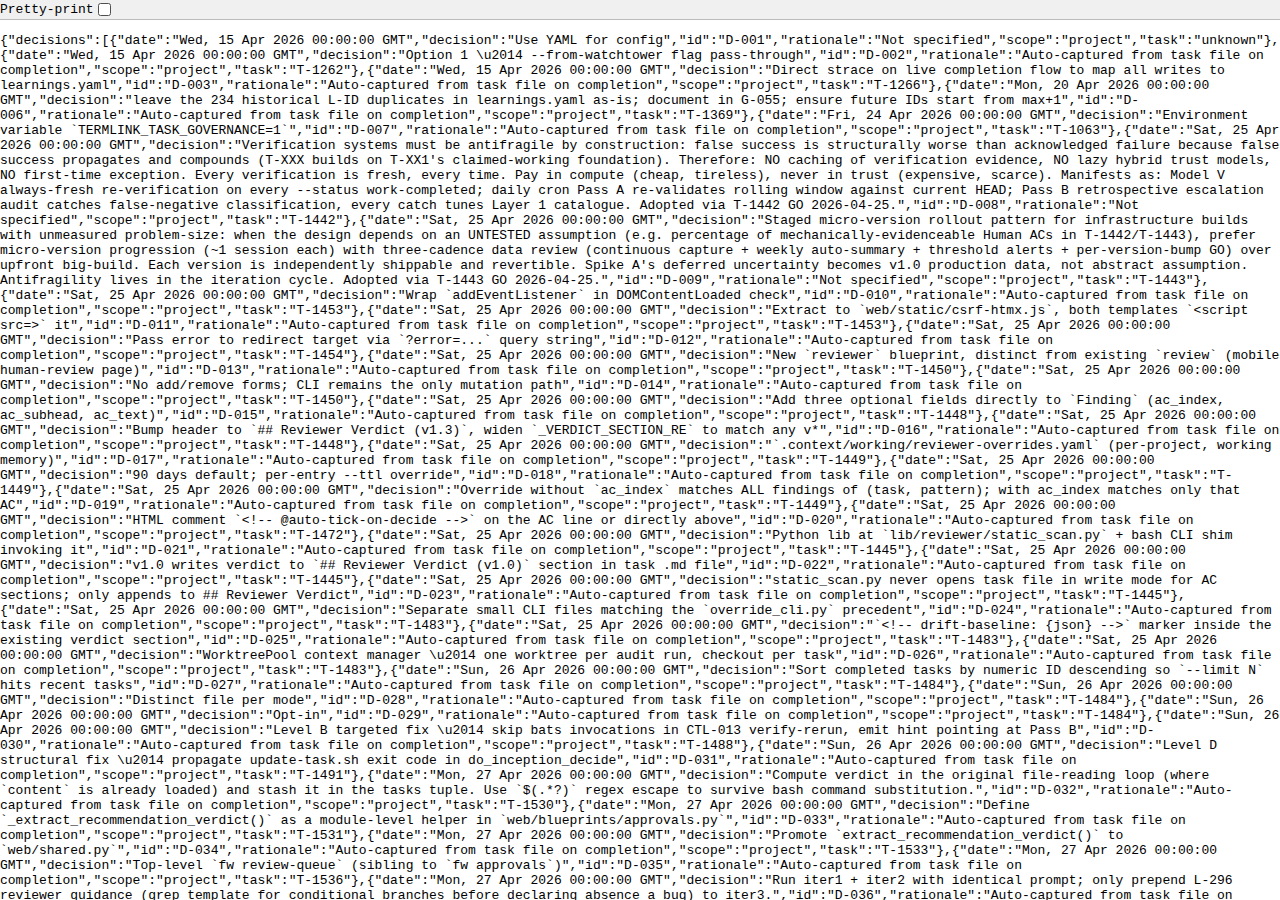 Pretty-print
{"decisions":[{"date":"Wed, 15 Apr 2026 00:00:00 GMT","decision":"Use YAML for config","id":"D-001","rationale":"Not specified","scope":"project","task":"unknown"},
{"date":"Wed, 15 Apr 2026 00:00:00 GMT","decision":"Option 1 \u2014 --from-watchtower flag pass-through","id":"D-002","rationale":"Auto-captured from task file on
completion","scope":"project","task":"T-1262"},{"date":"Wed, 15 Apr 2026 00:00:00 GMT","decision":"Direct strace on live completion flow to map all writes to
learnings.yaml","id":"D-003","rationale":"Auto-captured from task file on completion","scope":"project","task":"T-1266"},{"date":"Mon, 20 Apr 2026 00:00:00
GMT","decision":"leave the 234 historical L-ID duplicates in learnings.yaml as-is; document in G-055; ensure future IDs start from max+1","id":"D-
006","rationale":"Auto-captured from task file on completion","scope":"project","task":"T-1369"},{"date":"Fri, 24 Apr 2026 00:00:00 GMT","decision":"Environment
variable `TERMLINK_TASK_GOVERNANCE=1`","id":"D-007","rationale":"Auto-captured from task file on completion","scope":"project","task":"T-1063"},{"date":"Sat, 25 Apr
2026 00:00:00 GMT","decision":"Verification systems must be antifragile by construction: false success is structurally worse than acknowledged failure because false
success propagates and compounds (T-XXX builds on T-XX1's claimed-working foundation). Therefore: NO caching of verification evidence, NO lazy hybrid trust models,
NO first-time exception. Every verification is fresh, every time. Pay in compute (cheap, tireless), never in trust (expensive, scarce). Manifests as: Model V
always-fresh re-verification on every --status work-completed; daily cron Pass A re-validates rolling window against current HEAD; Pass B retrospective escalation
audit catches false-negative classification, every catch tunes Layer 1 catalogue. Adopted via T-1442 GO 2026-04-25.","id":"D-008","rationale":"Not
specified","scope":"project","task":"T-1442"},{"date":"Sat, 25 Apr 2026 00:00:00 GMT","decision":"Staged micro-version rollout pattern for infrastructure builds
with unmeasured problem-size: when the design depends on an UNTESTED assumption (e.g. percentage of mechanically-evidenceable Human ACs in T-1442/T-1443), prefer
micro-version progression (~1 session each) with three-cadence data review (continuous capture + weekly auto-summary + threshold alerts + per-version-bump GO) over
upfront big-build. Each version is independently shippable and revertible. Spike A's deferred uncertainty becomes v1.0 production data, not abstract assumption.
Antifragility lives in the iteration cycle. Adopted via T-1443 GO 2026-04-25.","id":"D-009","rationale":"Not specified","scope":"project","task":"T-1443"},
{"date":"Sat, 25 Apr 2026 00:00:00 GMT","decision":"Wrap `addEventListener` in DOMContentLoaded check","id":"D-010","rationale":"Auto-captured from task file on
completion","scope":"project","task":"T-1453"},{"date":"Sat, 25 Apr 2026 00:00:00 GMT","decision":"Extract to `web/static/csrf-htmx.js`, both templates `<script
src=>` it","id":"D-011","rationale":"Auto-captured from task file on completion","scope":"project","task":"T-1453"},{"date":"Sat, 25 Apr 2026 00:00:00
GMT","decision":"Pass error to redirect target via `?error=...` query string","id":"D-012","rationale":"Auto-captured from task file on
completion","scope":"project","task":"T-1454"},{"date":"Sat, 25 Apr 2026 00:00:00 GMT","decision":"New `reviewer` blueprint, distinct from existing `review` (mobile
human-review page)","id":"D-013","rationale":"Auto-captured from task file on completion","scope":"project","task":"T-1450"},{"date":"Sat, 25 Apr 2026 00:00:00
GMT","decision":"No add/remove forms; CLI remains the only mutation path","id":"D-014","rationale":"Auto-captured from task file on
completion","scope":"project","task":"T-1450"},{"date":"Sat, 25 Apr 2026 00:00:00 GMT","decision":"Add three optional fields directly to `Finding` (ac_index,
ac_subhead, ac_text)","id":"D-015","rationale":"Auto-captured from task file on completion","scope":"project","task":"T-1448"},{"date":"Sat, 25 Apr 2026 00:00:00
GMT","decision":"Bump header to `## Reviewer Verdict (v1.3)`, widen `_VERDICT_SECTION_RE` to match any v*","id":"D-016","rationale":"Auto-captured from task file on
completion","scope":"project","task":"T-1448"},{"date":"Sat, 25 Apr 2026 00:00:00 GMT","decision":"`.context/working/reviewer-overrides.yaml` (per-project, working
memory)","id":"D-017","rationale":"Auto-captured from task file on completion","scope":"project","task":"T-1449"},{"date":"Sat, 25 Apr 2026 00:00:00
GMT","decision":"90 days default; per-entry --ttl override","id":"D-018","rationale":"Auto-captured from task file on completion","scope":"project","task":"T-
1449"},{"date":"Sat, 25 Apr 2026 00:00:00 GMT","decision":"Override without `ac_index` matches ALL findings of (task, pattern); with ac_index matches only that
AC","id":"D-019","rationale":"Auto-captured from task file on completion","scope":"project","task":"T-1449"},{"date":"Sat, 25 Apr 2026 00:00:00
GMT","decision":"HTML comment `<!-- @auto-tick-on-decide -->` on the AC line or directly above","id":"D-020","rationale":"Auto-captured from task file on
completion","scope":"project","task":"T-1472"},{"date":"Sat, 25 Apr 2026 00:00:00 GMT","decision":"Python lib at `lib/reviewer/static_scan.py` + bash CLI shim
invoking it","id":"D-021","rationale":"Auto-captured from task file on completion","scope":"project","task":"T-1445"},{"date":"Sat, 25 Apr 2026 00:00:00
GMT","decision":"v1.0 writes verdict to `## Reviewer Verdict (v1.0)` section in task .md file","id":"D-022","rationale":"Auto-captured from task file on
completion","scope":"project","task":"T-1445"},{"date":"Sat, 25 Apr 2026 00:00:00 GMT","decision":"static_scan.py never opens task file in write mode for AC
sections; only appends to ## Reviewer Verdict","id":"D-023","rationale":"Auto-captured from task file on completion","scope":"project","task":"T-1445"},
{"date":"Sat, 25 Apr 2026 00:00:00 GMT","decision":"Separate small CLI files matching the `override_cli.py` precedent","id":"D-024","rationale":"Auto-captured from
task file on completion","scope":"project","task":"T-1483"},{"date":"Sat, 25 Apr 2026 00:00:00 GMT","decision":"`<!-- drift-baseline: {json} -->` marker inside the
existing verdict section","id":"D-025","rationale":"Auto-captured from task file on completion","scope":"project","task":"T-1483"},{"date":"Sat, 25 Apr 2026
00:00:00 GMT","decision":"WorktreePool context manager \u2014 one worktree per audit run, checkout per task","id":"D-026","rationale":"Auto-captured from task file
on completion","scope":"project","task":"T-1483"},{"date":"Sun, 26 Apr 2026 00:00:00 GMT","decision":"Sort completed tasks by numeric ID descending so `--limit N`
hits recent tasks","id":"D-027","rationale":"Auto-captured from task file on completion","scope":"project","task":"T-1484"},{"date":"Sun, 26 Apr 2026 00:00:00
GMT","decision":"Distinct file per mode","id":"D-028","rationale":"Auto-captured from task file on completion","scope":"project","task":"T-1484"},{"date":"Sun, 26
Apr 2026 00:00:00 GMT","decision":"Opt-in","id":"D-029","rationale":"Auto-captured from task file on completion","scope":"project","task":"T-1484"},{"date":"Sun, 26
Apr 2026 00:00:00 GMT","decision":"Level B targeted fix \u2014 skip bats invocations in CTL-013 verify-rerun, emit hint pointing at Pass B","id":"D-
030","rationale":"Auto-captured from task file on completion","scope":"project","task":"T-1488"},{"date":"Sun, 26 Apr 2026 00:00:00 GMT","decision":"Level D
structural fix \u2014 propagate update-task.sh exit code in do_inception_decide","id":"D-031","rationale":"Auto-captured from task file on
completion","scope":"project","task":"T-1491"},{"date":"Mon, 27 Apr 2026 00:00:00 GMT","decision":"Compute verdict in the original file-reading loop (where
`content` is already loaded) and stash it in the tasks tuple. Use `$(.*?)` regex escape to survive bash command substitution.","id":"D-032","rationale":"Auto-
captured from task file on completion","scope":"project","task":"T-1530"},{"date":"Mon, 27 Apr 2026 00:00:00 GMT","decision":"Define
`_extract_recommendation_verdict()` as a module-level helper in `web/blueprints/approvals.py`","id":"D-033","rationale":"Auto-captured from task file on
completion","scope":"project","task":"T-1531"},{"date":"Mon, 27 Apr 2026 00:00:00 GMT","decision":"Promote `extract_recommendation_verdict()` to
`web/shared.py`","id":"D-034","rationale":"Auto-captured from task file on completion","scope":"project","task":"T-1533"},{"date":"Mon, 27 Apr 2026 00:00:00
GMT","decision":"Top-level `fw review-queue` (sibling to `fw approvals`)","id":"D-035","rationale":"Auto-captured from task file on
completion","scope":"project","task":"T-1536"},{"date":"Mon, 27 Apr 2026 00:00:00 GMT","decision":"Run iter1 + iter2 with identical prompt; only prepend L-296
reviewer guidance (grep template for conditional branches before declaring absence a bug) to iter3.","id":"D-036","rationale":"Auto-captured from task file on